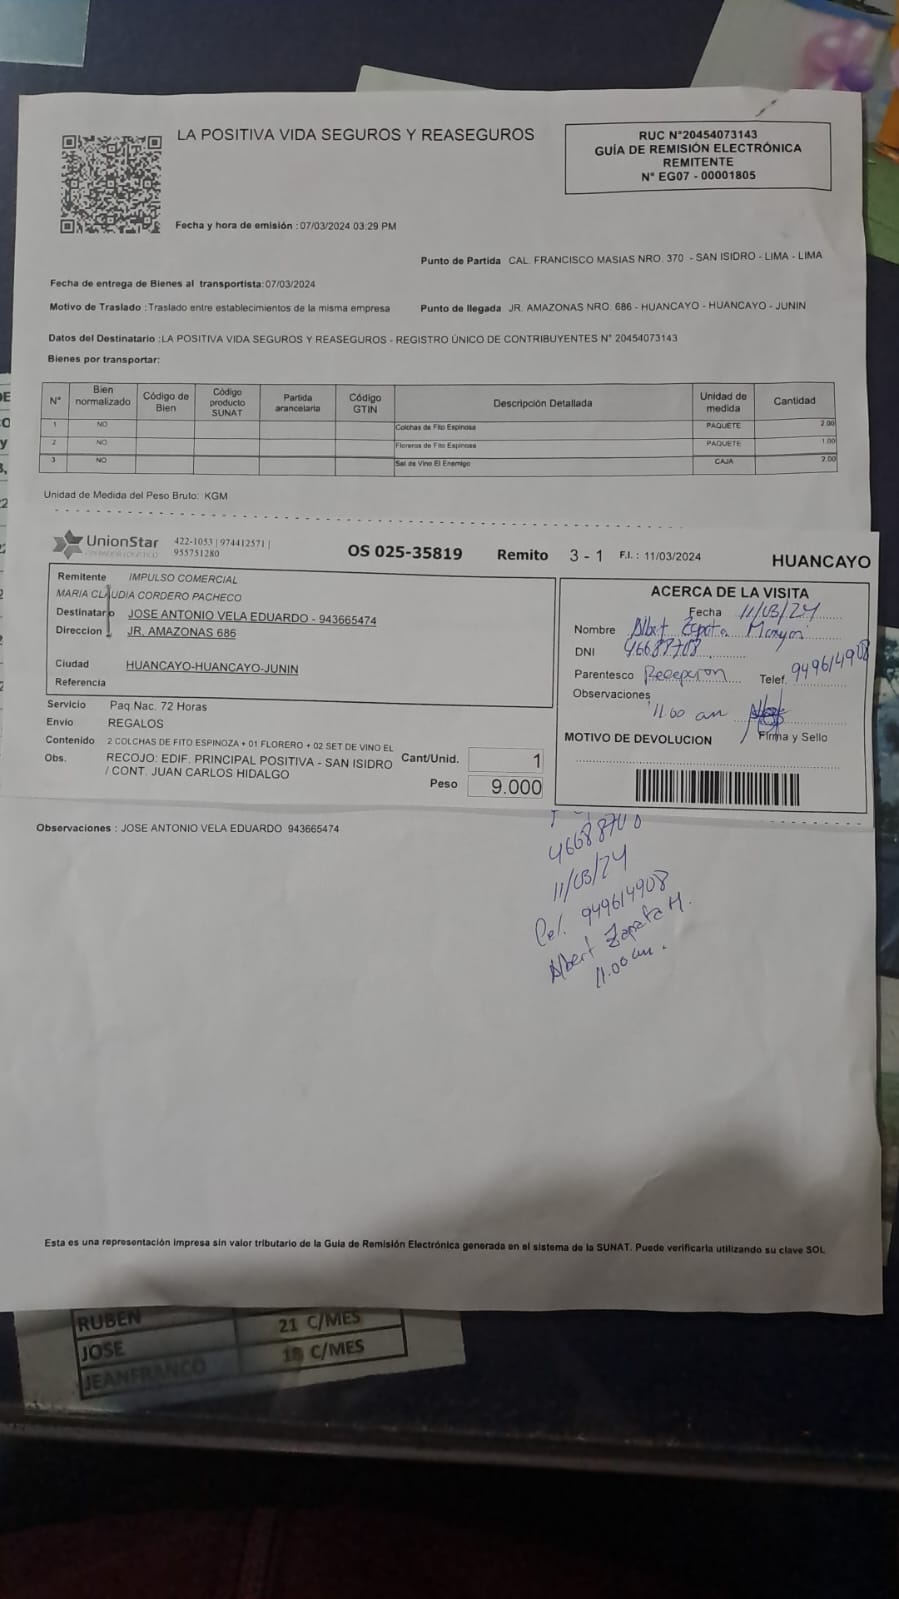 LA POSITIVA VIDA SEGUROS Y REASEGUROS
RUC N°20454073143
GUÍA DE REMISIÓN ELECTRÓNICA
REMITENTE
N° EG07 - 00001805
Fecha y hora de emisión : 07/03/2024 03:29 PM
Punto de Partida CAL. FRANCISCO MASIAS NRO. 370 - SAN ISIDRO - LIMA - LIMA
Fecha de entrega de Bienes al transportista:07/03/2024
Motivo de Traslado : Traslado entre establecimientos de la misma empresa
Punto de llegada JR. AMAZONAS NRO. 686 - HUANCAYO - HUANCAYO - JUNIN
Datos del Destinatario :LA POSITIVA VIDA SEGUROS Y REASEGUROS - REGISTRO ÚNICO DE CONTRIBUYENTES N° 20454073143
Bienes por transportar:
N° Bien normalizado Código de Bien Código producto SUNAT Partida arancelaria Código GTIN Descripción Detallada Unidad de medida Cantidad
1 NO Colchas de Fito Espinosa PAQUETE 2.00
2 NO Floreros de Fito Espinosa PAQUETE 1.00
3 NO Set de Vino El Enemigo CAJA 2.00
Unidad de Medida del Peso Bruto: KGM
UnionStar 422-1053 | 974412571 |
955751280
OS 025-35819 Remito 3 - 1 F.I. : 11/03/2024 HUANCAYO
Remitente IMPULSO COMERCIAL
MARIA CLAUDIA CORDERO PACHECO
Destinatario JOSE ANTONIO VELA EDUARDO - 943665474
Direccion JR. AMAZONAS 686
Ciudad HUANCAYO-HUANCAYO-JUNIN
Referencia
Servicio Paq.Nac. 72 Horas
Envio REGALOS
Contenido 2 COLCHAS DE FITO ESPINOZA + 01 FLORERO + 02 SET DE VINO EL
Obs. RECOJO: EDIF. PRINCIPAL POSITIVA - SAN ISIDRO
/ CONT. JUAN CARLOS HIDALGO
Cant/Unid. 1
Peso 9.000
ACERCA DE LA VISITA
Fecha 11/03/24
Nombre Albert Zapata
DNI 46688708
Parentesco Recepcion Telef. 949614908
Observaciones
11.00 am
MOTIVO DE DEVOLUCION Firma y Sello
Observaciones : JOSE ANTONIO VELA EDUARDO 943665474
11/03/24
Cel. 949614908
Albert Zapata M.
11.00 am.
Esta es una representación impresa sin valor tributario de la Guía de Remisión Electrónica generada en el sistema de la SUNAT. Puede verificarla utilizando su clave SOL
RUBEN 21 C/MES
JOSE 18 C/MES
JEANFRANCO